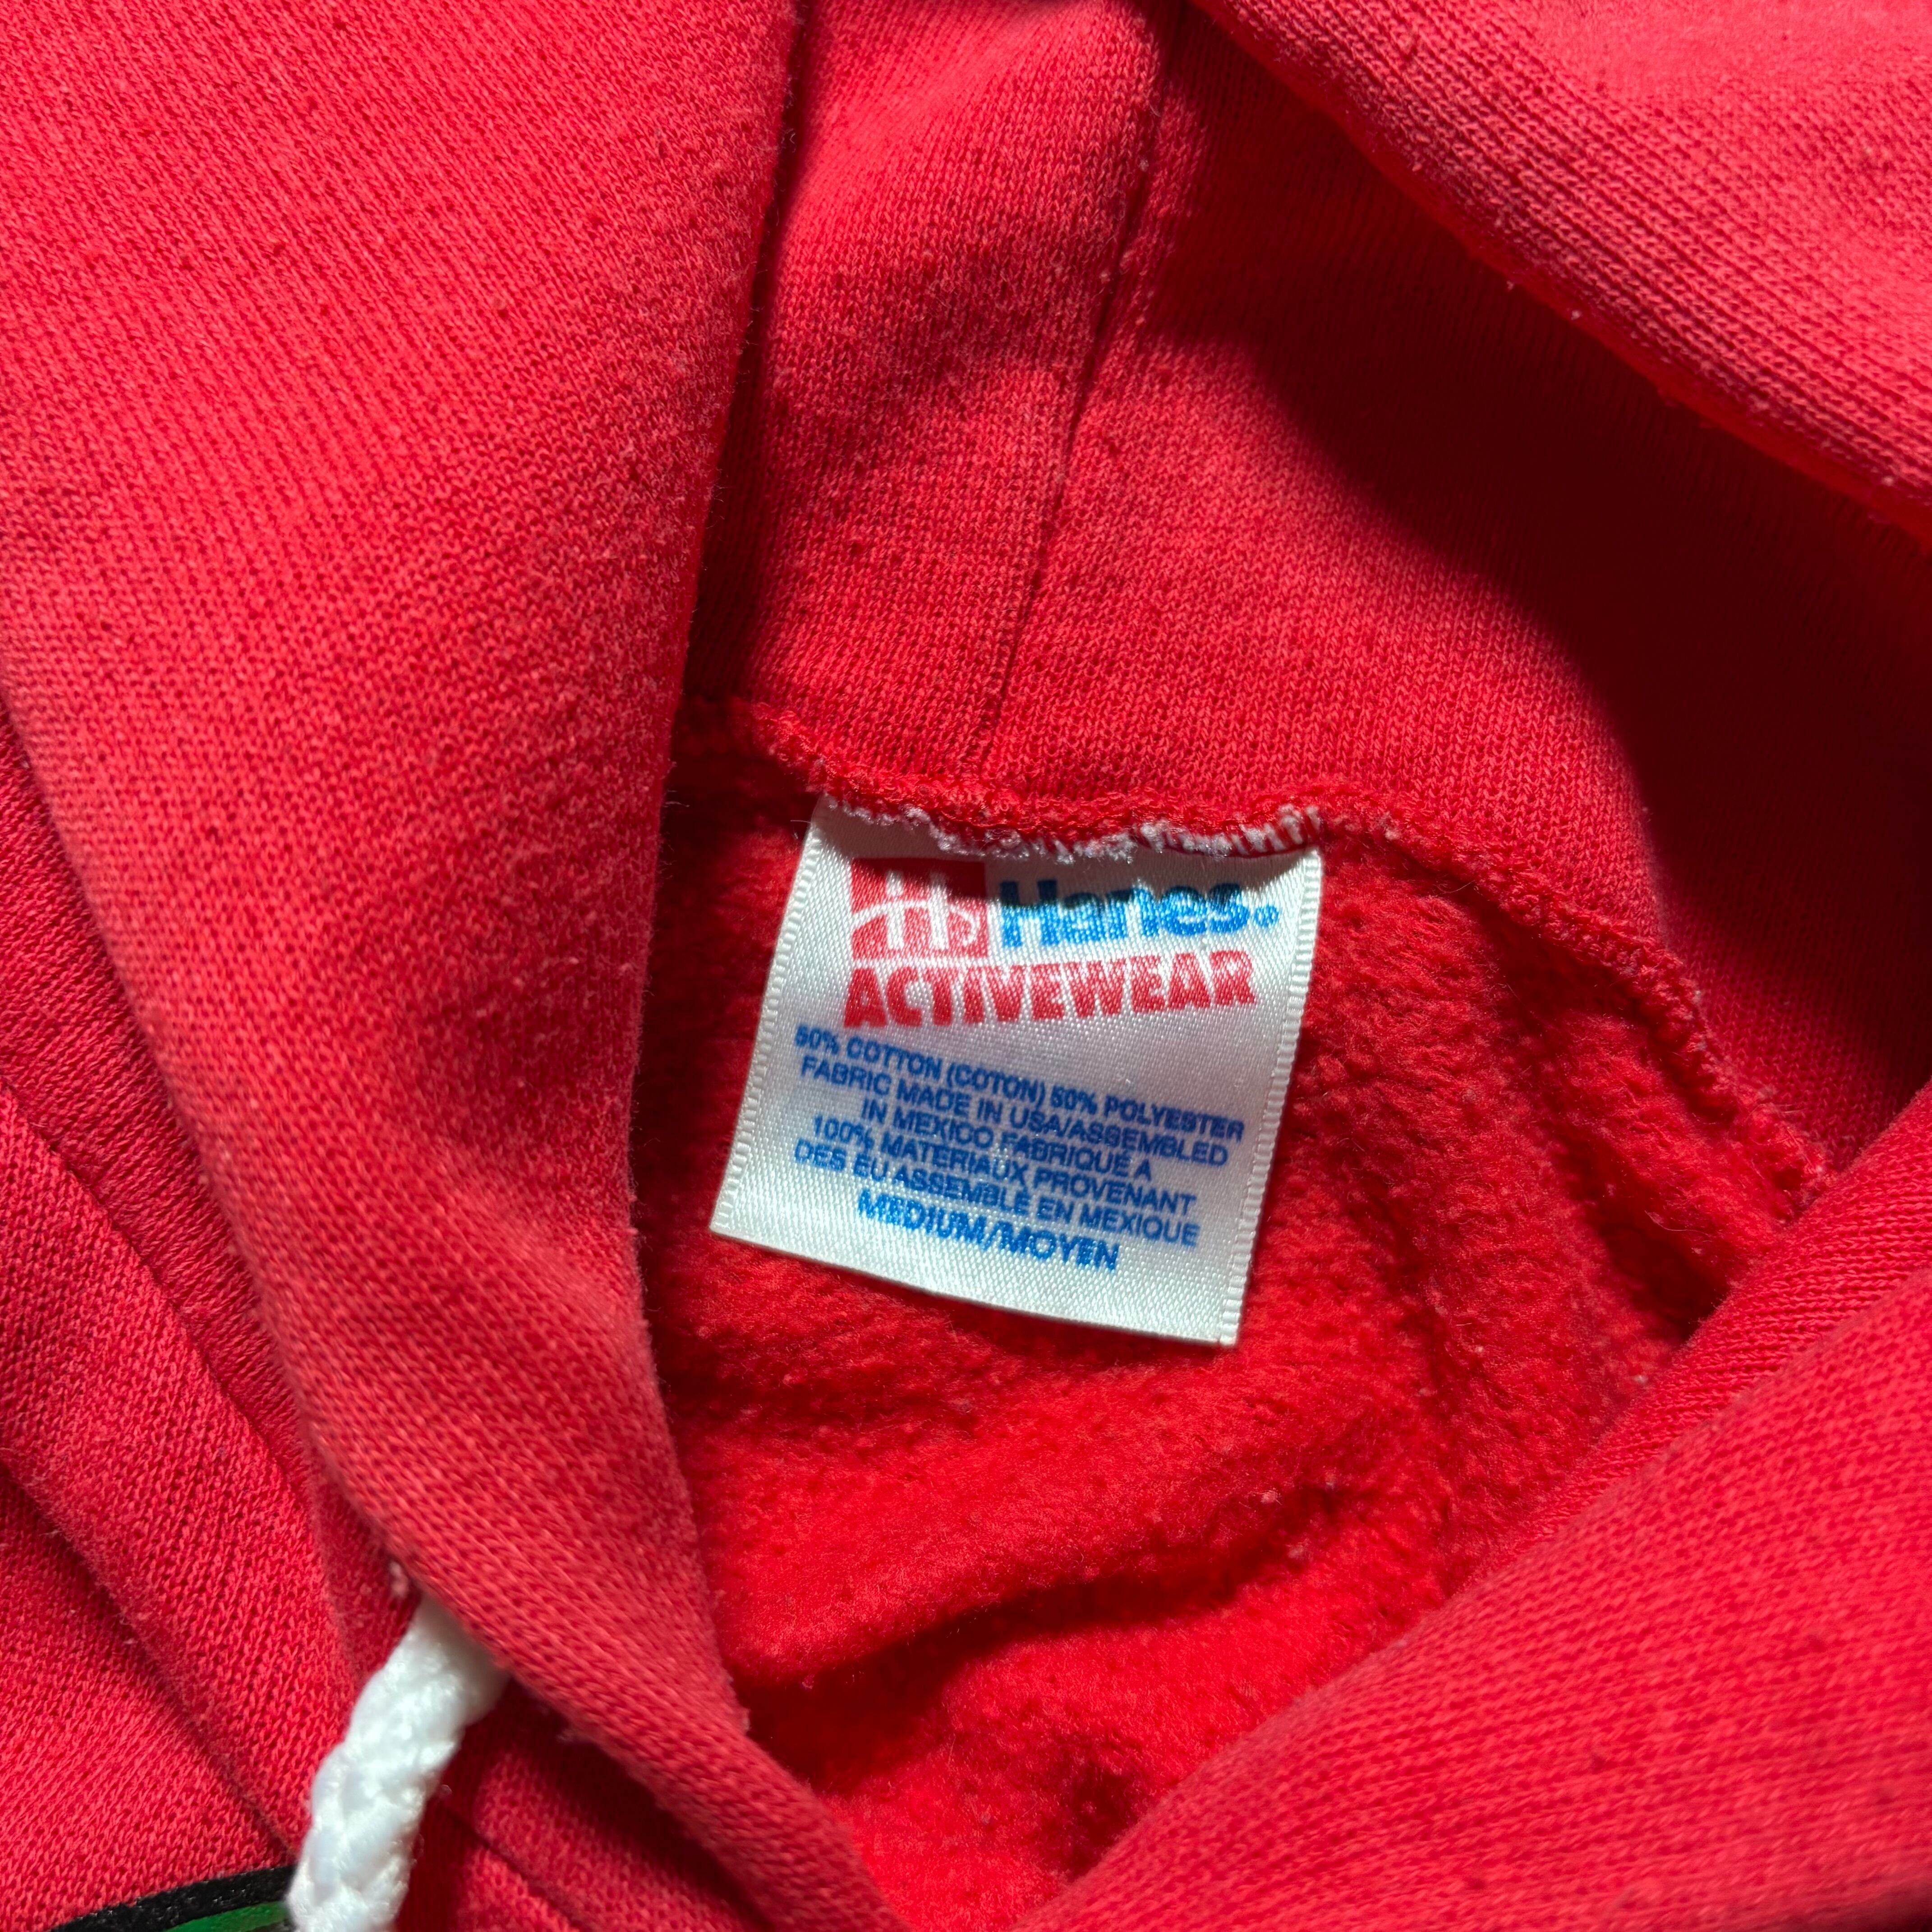 Hanes®
ACTIVEWEAR
50% COTTON (COTON) 50% POLYESTER
FABRIC MADE IN USA/ASSEMBLED
IN MEXICO FABRIQUÉ A
100% MATERIAUX PROVENANT
DES ÉU ASSEMBLÉ EN MEXIQUE
MEDIUM/MOYEN